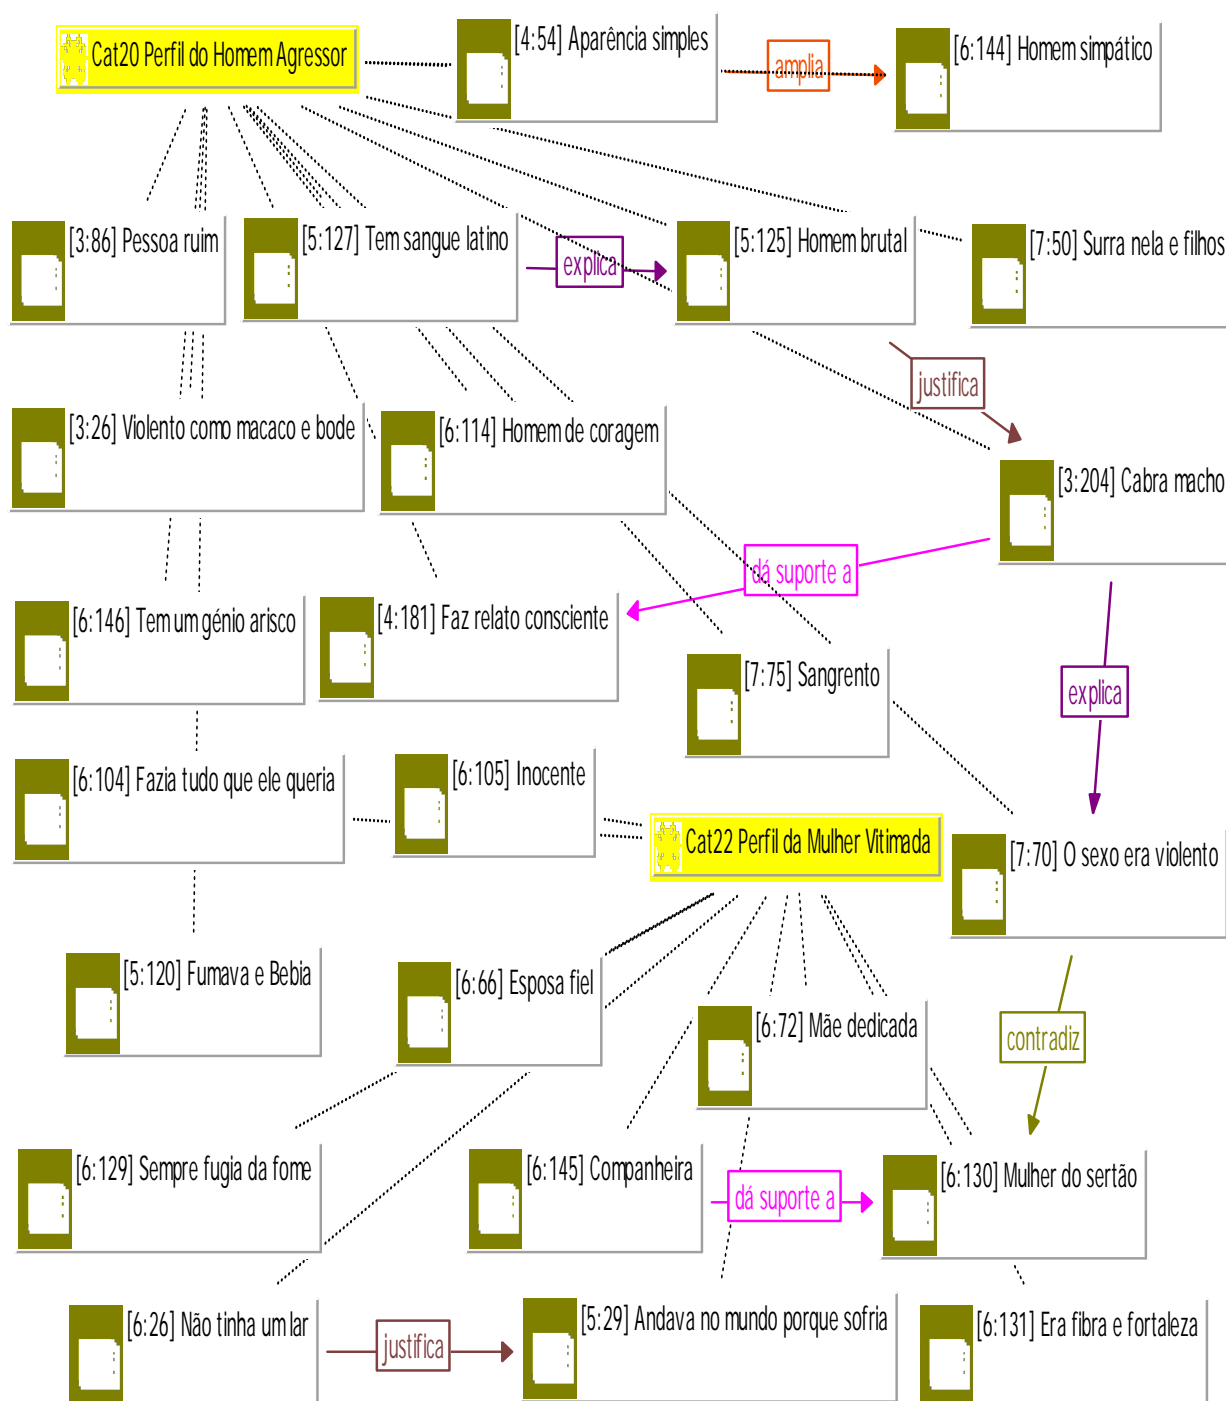 Cat20 Perfil do Homem Agressor
[4:54] Aparência simples
amplia
[6:144] Homem simpático
[3:86] Pessoa ruim
[5:127] Tem sangue latino
explica
[5:125] Homem brutal
[7:50] Surra nela e filhos
justifica
[3:26] Violento como macaco e bode
[6:114] Homem de coragem
[3:204] Cabra macho
dá suporte a
[6:146] Tem um génio arisco
[4:181] Faz relato consciente
[7:75] Sangrento
explica
[6:104] Fazia tudo que ele queria
[6:105] Inocente
Cat22 Perfil da Mulher Vitimada
[7:70] O sexo era violento
[5:120] Fumava e Bebia
[6:66] Esposa fiel
[6:72] Mãe dedicada
contradiz
[6:129] Sempre fugia da fome
[6:145] Companheira
dá suporte a
[6:130] Mulher do sertão
[6:26] Não tinha um lar
justifica
[5:29] Andava no mundo porque sofria
[6:131] Era fibra e fortaleza